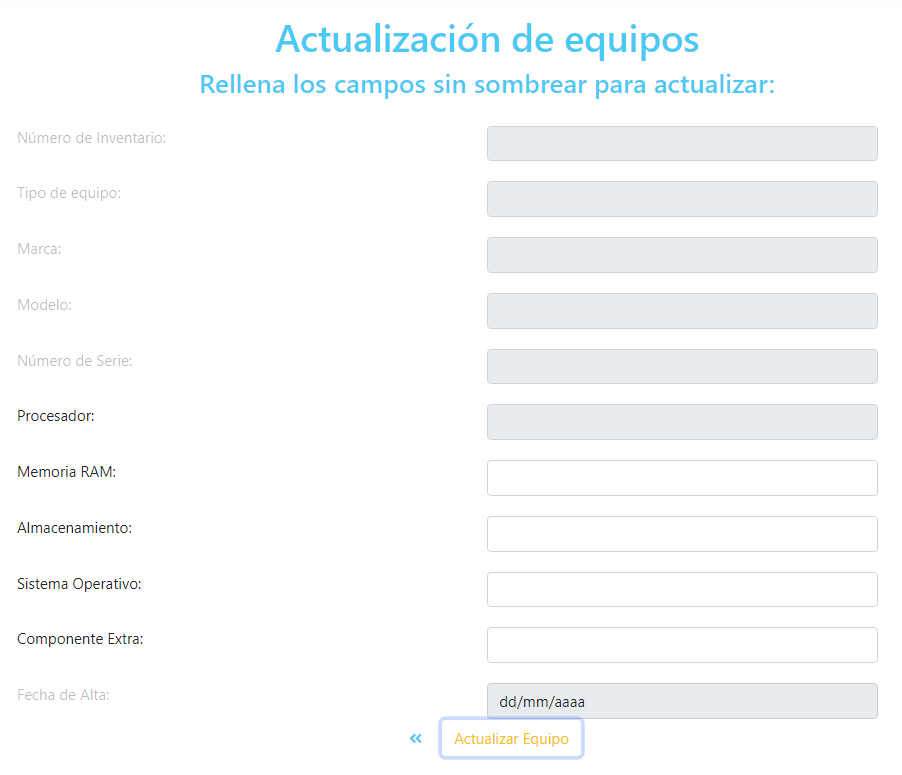 Actualización de equipos
Rellena los campos sin sombrear para actualizar:
Número de Inventario:
Tipo de equipo:
Marca:
Modelo:
Número de Serie:
Procesador:
Memoria RAM:
Almacenamiento:
Sistema Operativo:
Componente Extra:
Fecha de Alta:
dd/mm/aaaa
Actualizar Equipo